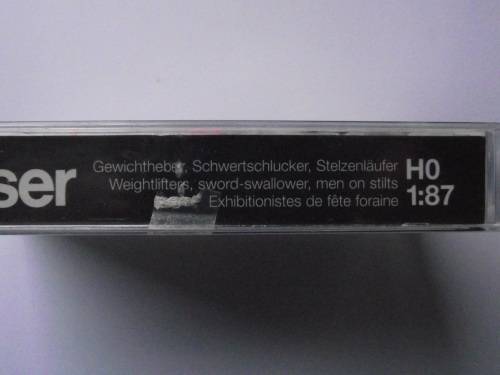 ser
Gewichtheber, Schwertschlucker, Stelzenläufer
Weightlifters, sword-swallower, men on stilts
Exhibitionistes de fête foraine
H0
1:87